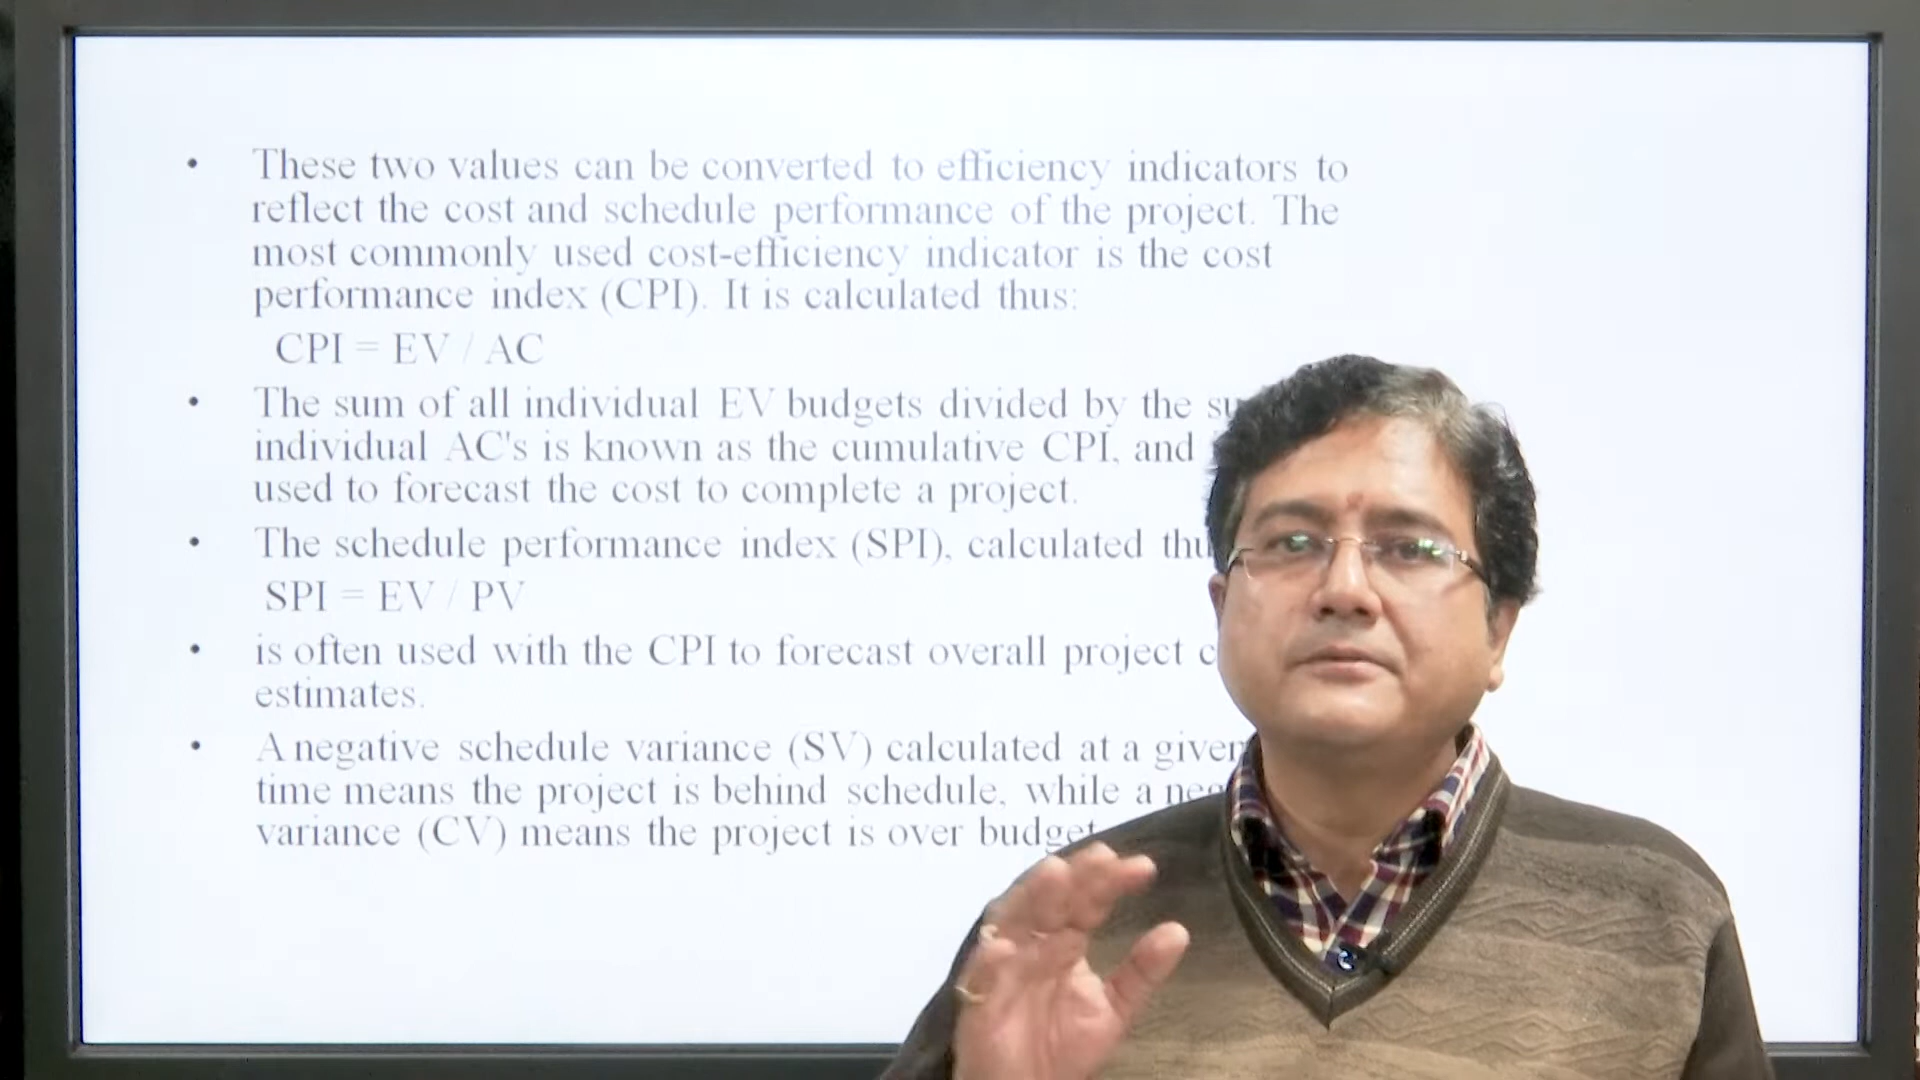 • These two values can be converted to efficiency indicators to
reflect the cost and schedule performance of the project. The
most commonly used cost-efficiency indicator is the cost
performance index (CPI). It is calculated thus:
CPI = EV / AC
• The sum of all individual EV budgets divided by the
individual AC's is known as the cumulative CPI, and
used to forecast the cost to complete a project.
• The schedule performance index (SPI), calculated
SPI = EV / PV
• is often used with the CPI to forecast overall project
estimates.
• A negative schedule variance (SV) calculated at a given
time means the project is behind schedule, while a
variance (CV) means the project is over budget